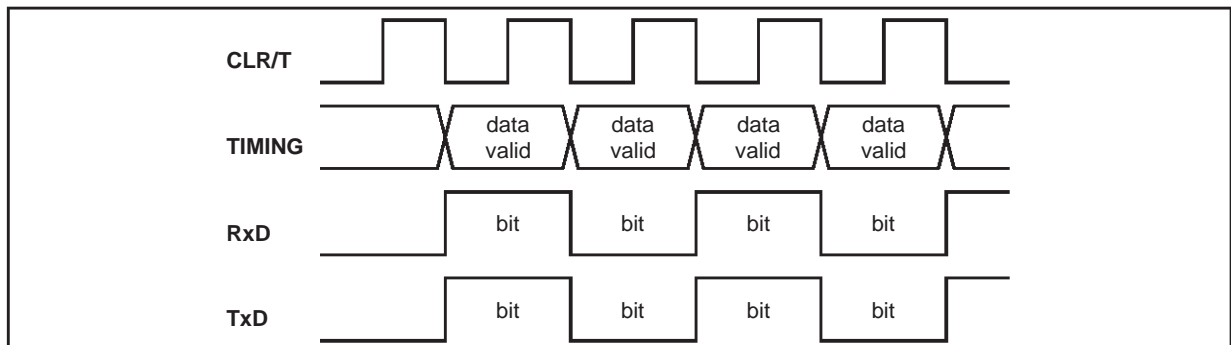 CLR/T
TIMING
data valid
data valid
data valid
data valid
RxD
bit
bit
bit
bit
TxD
bit
bit
bit
bit